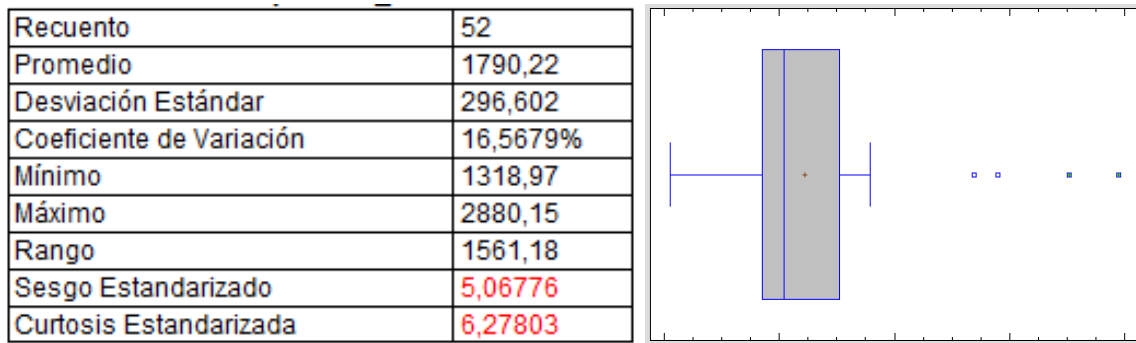 Recuento 52
Promedio 1790,22
Desviación Estándar 296,602
Coeficiente de Variación 16,5679%
Mínimo 1318,97
Máximo 2880,15
Rango 1561,18
Sesgo Estandarizado 5,06776
Curtosis Estandarizada 6,27803